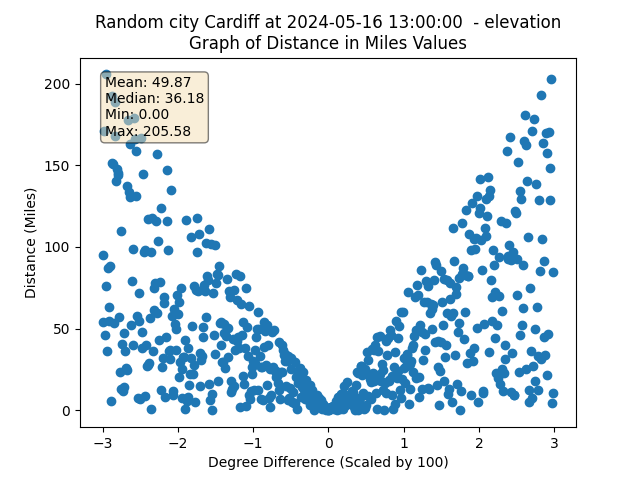 Random city Cardiff at 2024-05-16 13:00:00  - elevation
Graph of Distance in Miles Values
Mean: 49.87
Median: 36.18
Min: 0.00
Max: 205.58
200
150
100
50
0
Distance (Miles)
−3
−2
−1
0
1
2
3
Degree Difference (Scaled by 100)